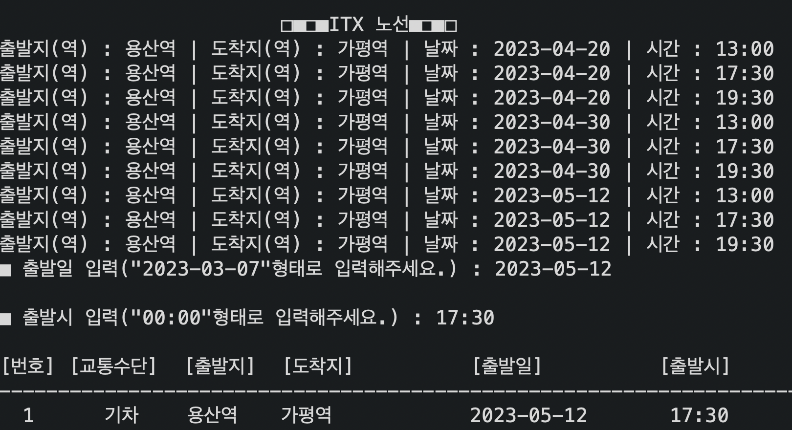 □■□■ITX 노선■□■□
출발지(역) : 용산역 | 도착지(역) : 가평역 | 날짜 : 2023-04-20 | 시간 : 13:00
출발지(역) : 용산역 | 도착지(역) : 가평역 | 날짜 : 2023-04-20 | 시간 : 17:30
출발지(역) : 용산역 | 도착지(역) : 가평역 | 날짜 : 2023-04-20 | 시간 : 19:30
출발지(역) : 용산역 | 도착지(역) : 가평역 | 날짜 : 2023-04-30 | 시간 : 13:00
출발지(역) : 용산역 | 도착지(역) : 가평역 | 날짜 : 2023-04-30 | 시간 : 17:30
출발지(역) : 용산역 | 도착지(역) : 가평역 | 날짜 : 2023-04-30 | 시간 : 19:30
출발지(역) : 용산역 | 도착지(역) : 가평역 | 날짜 : 2023-05-12 | 시간 : 13:00
출발지(역) : 용산역 | 도착지(역) : 가평역 | 날짜 : 2023-05-12 | 시간 : 17:30
출발지(역) : 용산역 | 도착지(역) : 가평역 | 날짜 : 2023-05-12 | 시간 : 19:30
■ 출발일 입력("2023-03-07"형태로 입력해주세요.) : 2023-05-12
■ 출발시 입력("00:00"형태로 입력해주세요.) : 17:30
[번호] [교통수단] [출발지] [도착지] [출발일] [출발시]
1 기차 용산역 가평역 2023-05-12 17:30